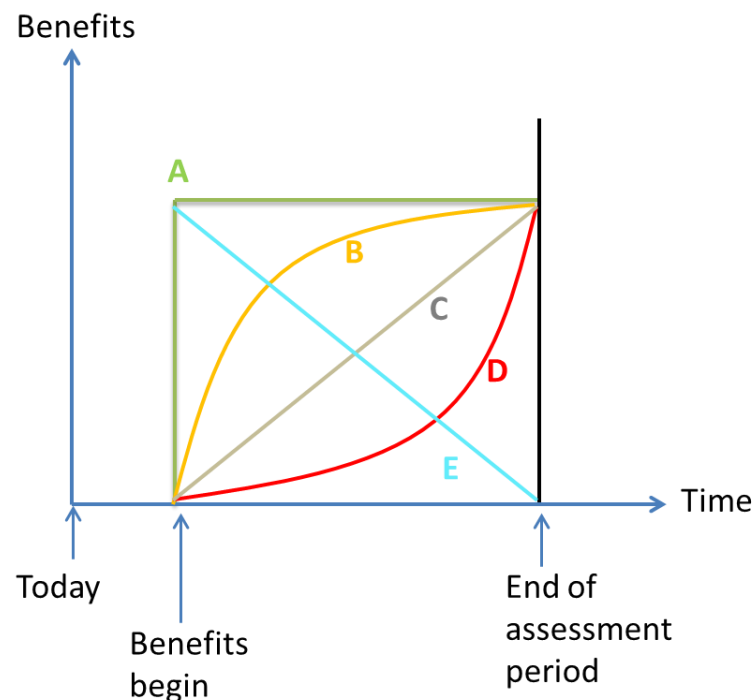 Benefits
A
B
C
D
E
Time
Today
Benefits
begin
End of
assessment
period